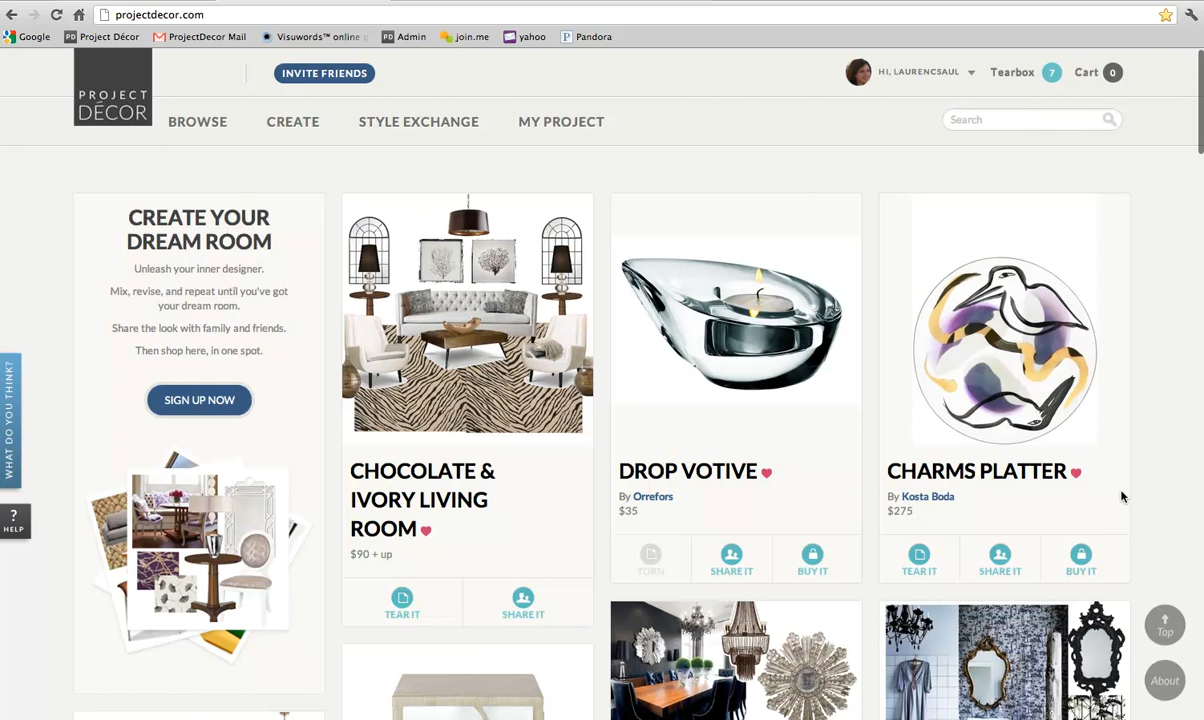 projectdecor.com
Google
PD Project Décor
ProjectDecor Mail
Visuwords™ online g
PD Admin
join.me
yahoo
Pandora
PROJECT
DÉCOR
INVITE FRIENDS
HI, LAURENCSAUL
Tearbox 7
Cart 0
BROWSE
CREATE
STYLE EXCHANGE
MY PROJECT
Search
WHAT DO YOU THINK?
?
HELP
CREATE YOUR
DREAM ROOM
Unleash your inner designer.
Mix, revise, and repeat until you've got
your dream room.
Share the look with family and friends.
Then shop here, in one spot.
SIGN UP NOW
CHOCOLATE &
IVORY LIVING
ROOM
$90 + up
TEAR IT
SHARE IT
DROP VOTIVE
By Orrefors
$35
TORN
SHARE IT
BUY IT
CHARMS PLATTER
By Kosta Boda
$275
TEAR IT
SHARE IT
BUY IT
Top
About